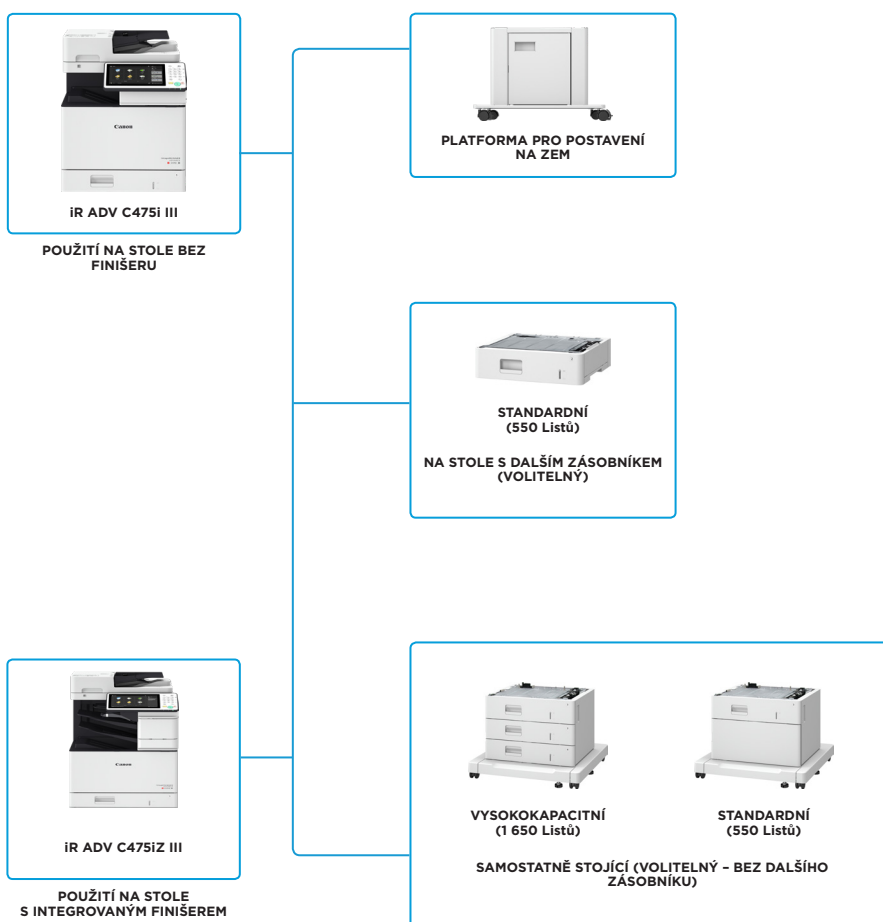 Canon
iR ADV C475i III
POUŽITÍ NA STOLE BEZ
FINIŠERU
PLATFORMA PRO POSTAVENÍ
NA ZEM
STANDARDNÍ
(550 Listů)
NA STOLE S DALŠÍM ZÁSOBNÍKEM
(VOLITELNÝ)
Canon
iR ADV C475iZ III
POUŽITÍ NA STOLE
S INTEGROVANÝM FINIŠEREM
VYSOKOKAPACITNÍ
(1 650 Listů)
STANDARDNÍ
(550 Listů)
SAMOSTATNĚ STOJÍCÍ (VOLITELNÝ – BEZ DALŠÍHO
ZÁSOBNÍKU)